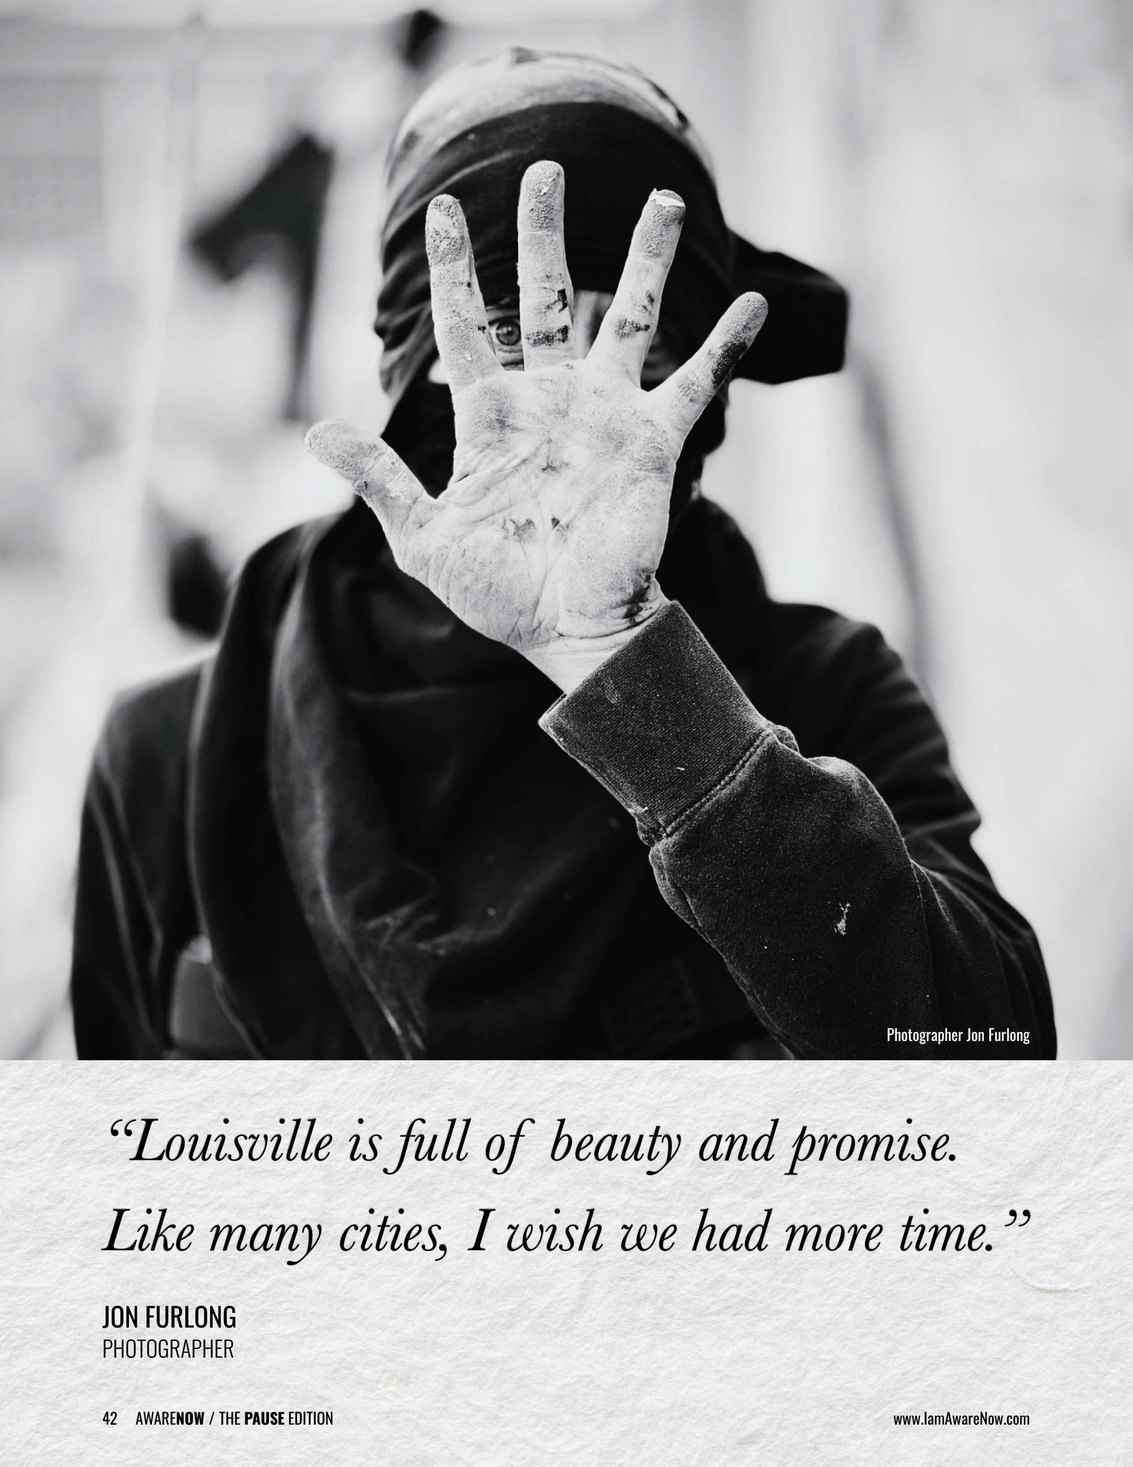 Photographer Jon Furlong
“Louisville is full of beauty and promise.
Like many cities, I wish we had more time.”
JON FURLONG
PHOTOGRAPHER
42 AWARENOW / THE PAUSE EDITION
www.IamAwareNow.com